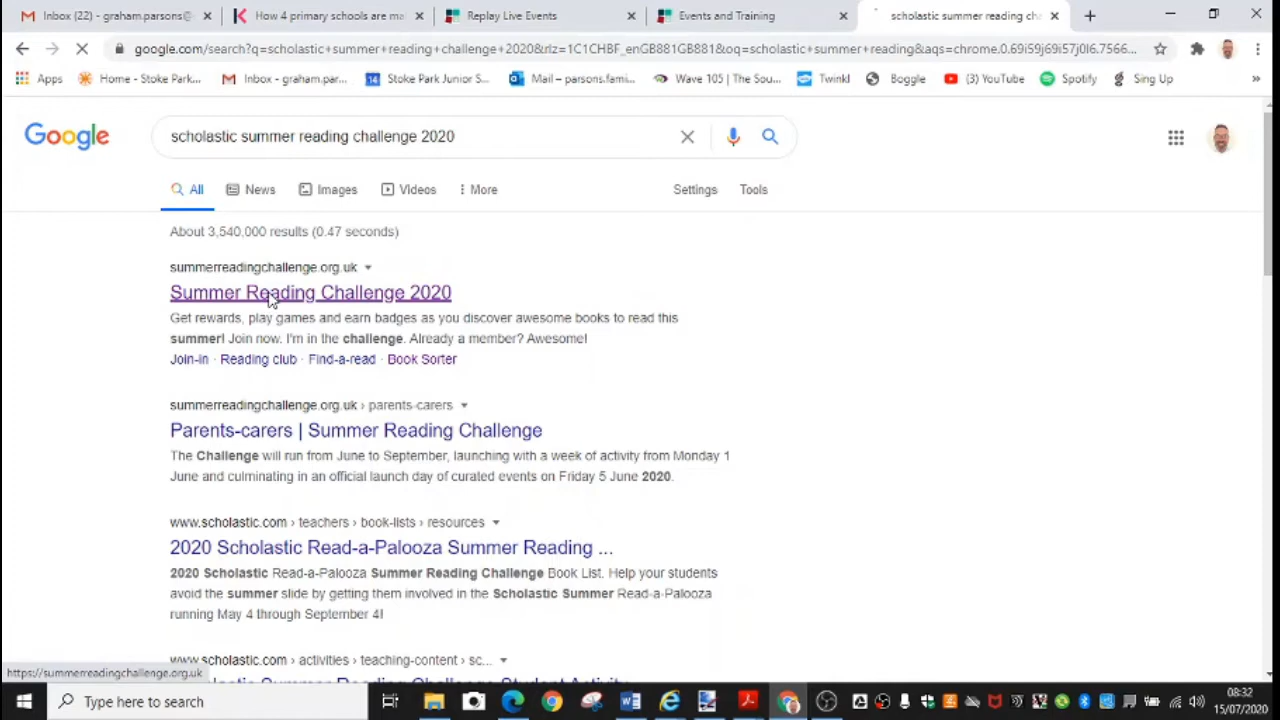 Inbox (22) - graham.parsons@
How 4 primary schools are ma
Replay Live Events
Events and Training
scholastic summer reading cha
google.com/search?q=scholastic+summer+reading+challenge+2020&rlz=1C1CHBF_enGB881GB881&oq=scholastic+summer+reading&aqs=chrome.0.69i59j69i57j0l6.7566...
Apps
Home - Stoke Park...
Inbox - graham.par...
Stoke Park Junior S...
Mail – parsons.fami...
Wave 105 | The Sou...
Twinkl
Boggle
(3) YouTube
Spotify
Sing Up
Google
scholastic summer reading challenge 2020
All
News
Images
Videos
More
Settings
Tools
About 3,540,000 results (0.47 seconds)
summerreadingchallenge.org.uk
Summer Reading Challenge 2020
Get rewards, play games and earn badges as you discover awesome books to read this
summer! Join now. I'm in the challenge. Already a member? Awesome!
Join-in · Reading club · Find-a-read · Book Sorter
summerreadingchallenge.org.uk › parents-carers
Parents-carers | Summer Reading Challenge
The Challenge will run from June to September, launching with a week of activity from Monday 1
June and culminating in an official launch day of curated events on Friday 5 June 2020.
www.scholastic.com › teachers › book-lists › resources
2020 Scholastic Read-a-Palooza Summer Reading ...
2020 Scholastic Read-a-Palooza Summer Reading Challenge Book List. Help your students
avoid the summer slide by getting them involved in the Scholastic Summer Read-a-Palooza
running May 4 through September 4!
www.scholastic.com › activities › teaching-content › sc...
Scholastic Summer Reading Challenge Student Activity
https://summerreadingchallenge.org.uk
Type here to search
08:32
15/07/2020